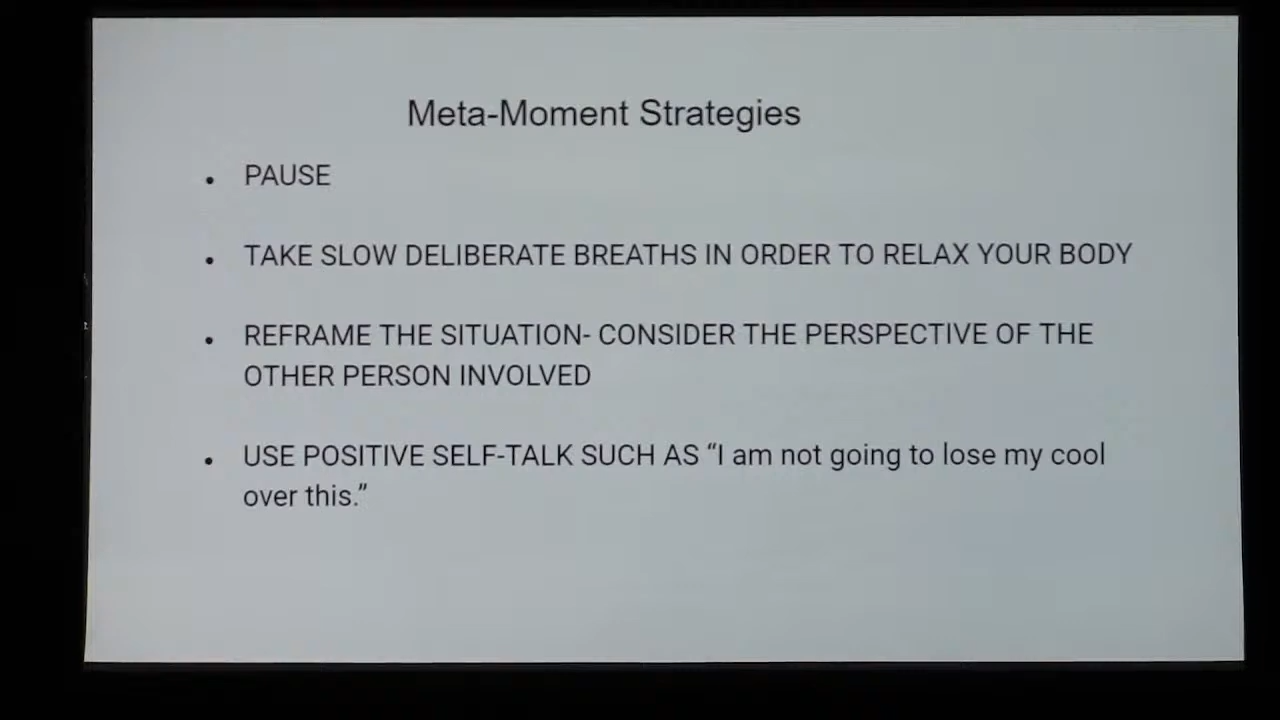 Meta-Moment Strategies
• PAUSE
• TAKE SLOW DELIBERATE BREATHS IN ORDER TO RELAX YOUR BODY
• REFRAME THE SITUATION- CONSIDER THE PERSPECTIVE OF THE
OTHER PERSON INVOLVED
• USE POSITIVE SELF-TALK SUCH AS “I am not going to lose my cool
over this.”